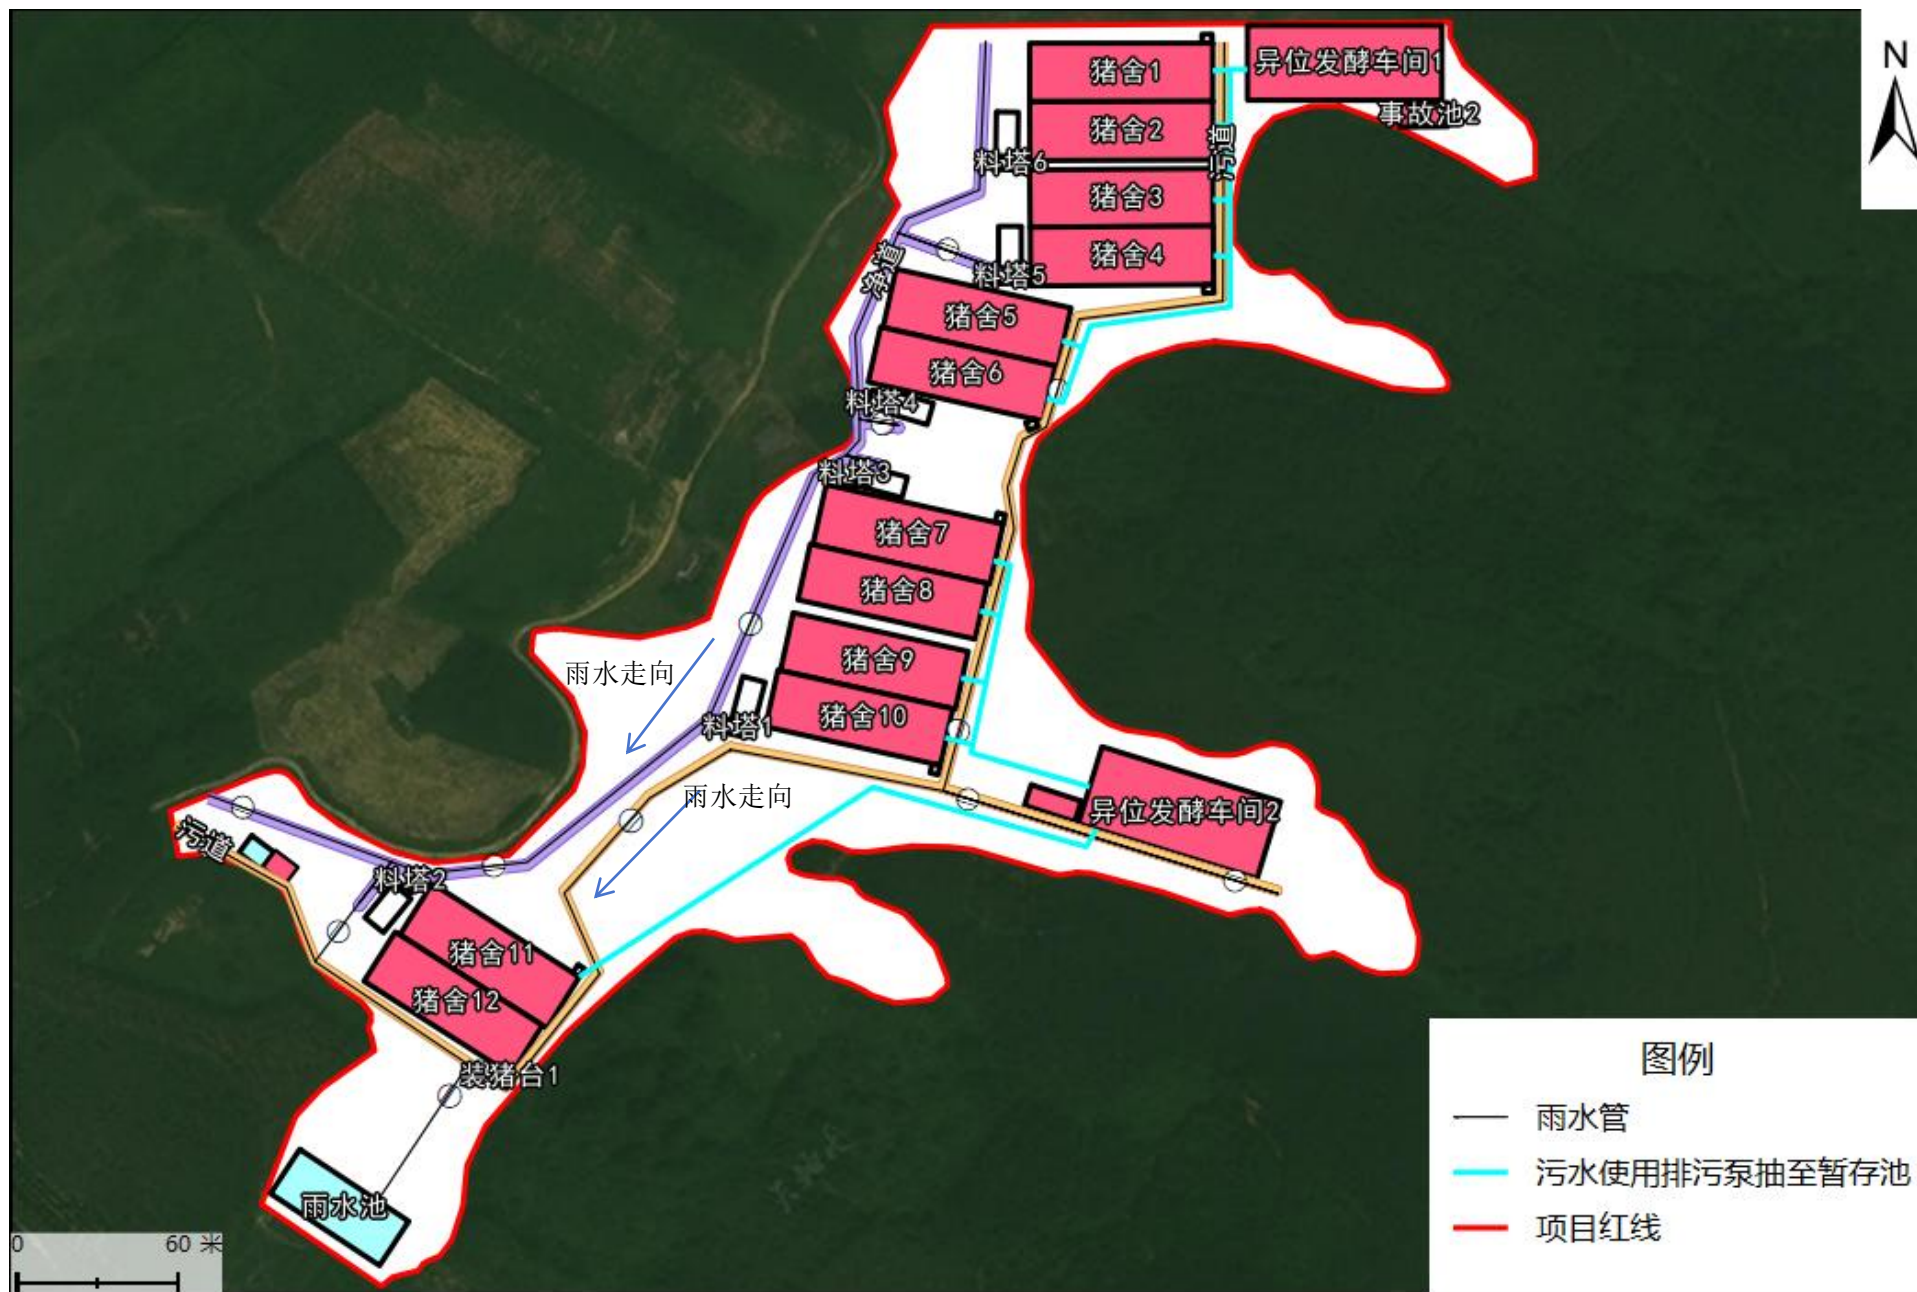 N
猪舍1
异位发酵车间1
事故池2
猪舍2
污道
料塔6
猪舍3
猪舍4
净道
料塔5
猪舍5
猪舍6
料塔4
料塔3
猪舍7
猪舍8
猪舍9
雨水走向
猪舍10
料塔1
雨水走向
异位发酵车间2
污道
料塔2
猪舍11
猪舍12
装猪台1
雨水池
图例
雨水管
污水使用排污泵抽至暂存池
项目红线
0 60 米